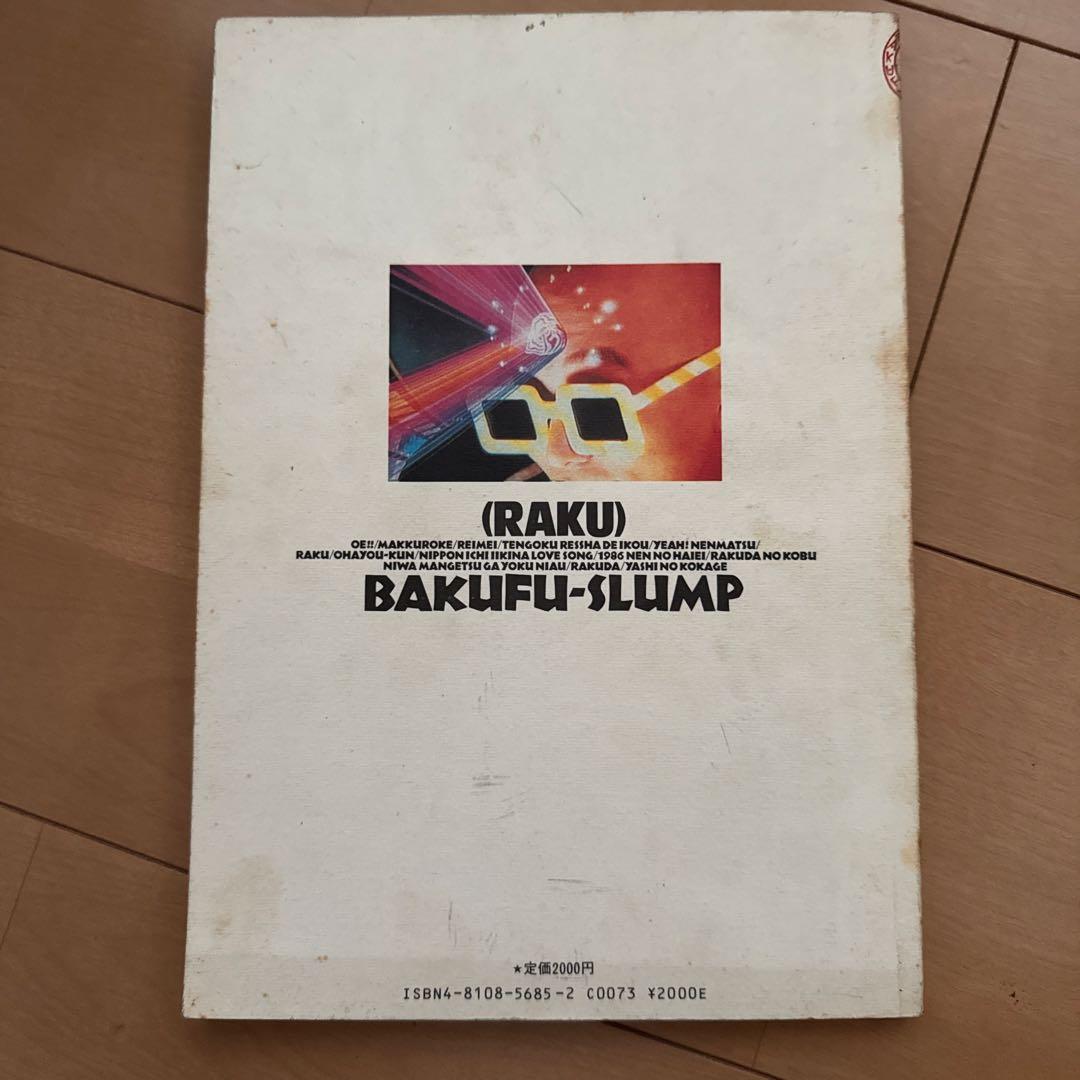 (RAKU)
OE!!/MAKKUROKE/REIMEI/TENGOKU RESSHA DE IKOU/YEAH! NENMATSU/
RAKU/OHAYOU-KUN/NIPPON ICHI IIKINA LOVE SONG/1986 NEN NO HAIEI/RAKUDA NO KOBU
NIWA MANGETSU GA YOKU NIAU/RAKUDA/YASHI NO KOKAGE
BAKUFU-SLUMP
★定価2000円
ISBN4-8108-5685-2 C0073 ¥2000E